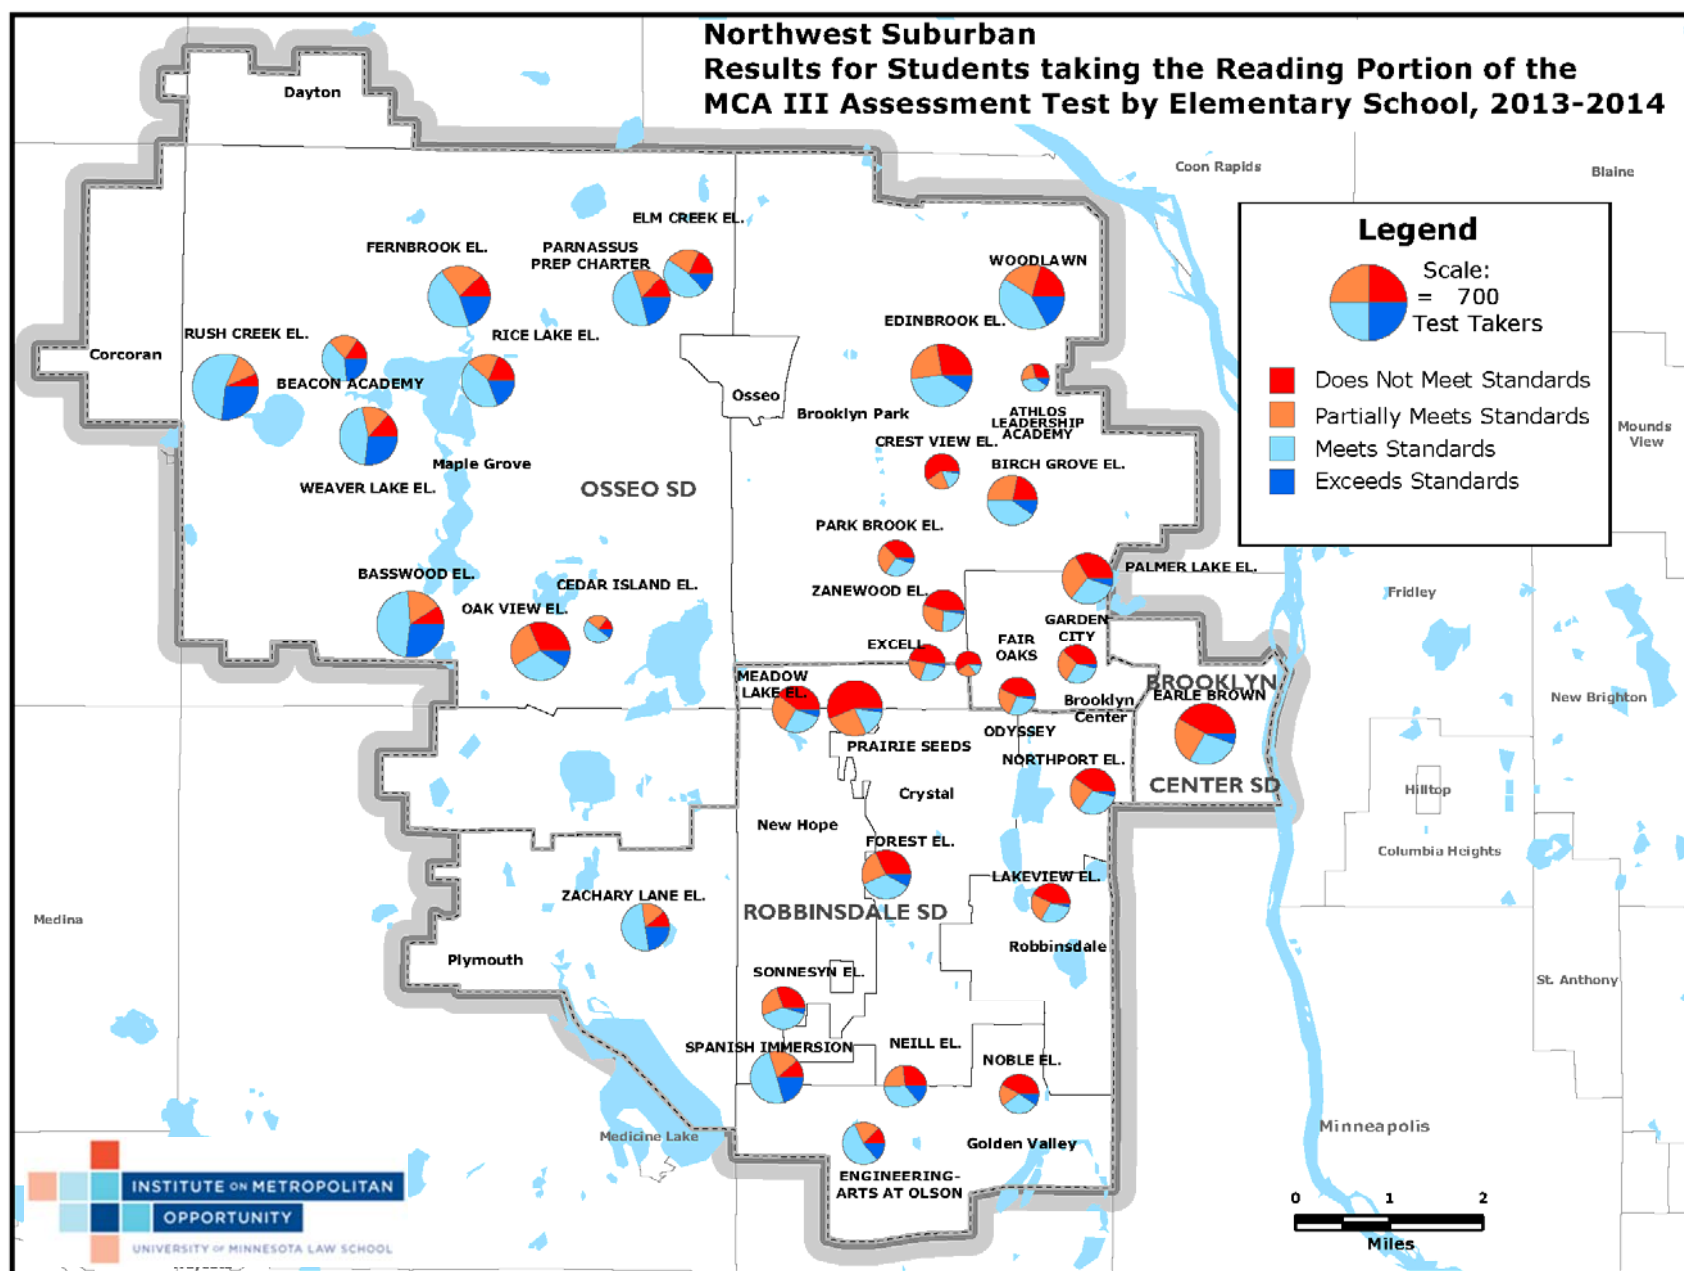 Northwest Suburban
Results for Students taking the Reading Portion of the
MCA III Assessment Test by Elementary School, 2013-2014
Dayton
Coon Rapids
Blaine
Legend
Scale:
= 700
Test Takers
Does Not Meet Standards
Partially Meets Standards
Meets Standards
Exceeds Standards
ELM CREEK EL.
FERNBROOK EL.
PARNASSUS
PREP CHARTER
WOODLAWN
RUSH CREEK EL.
RICE LAKE EL.
EDINBROOK EL.
Corcoran
BEACON ACADEMY
Osseo
Brooklyn Park
ATHLOS
LEADERSHIP
ACADEMY
Mounds
View
CREST VIEW EL.
BIRCH GROVE EL.
Maple Grove
WEAVER LAKE EL.
OSSEO SD
PARK BROOK EL.
BASSWOOD EL.
CEDAR ISLAND EL.
OAK VIEW EL.
ZANEWOOD EL.
PALMER LAKE EL.
Fridley
GARDEN
CITY
EXCELL
FAIR
OAKS
MEADOW
LAKE EL.
BROOKLYN
EARLE BROWN
Brooklyn
Center
New Brighton
ODYSSEY
PRAIRIE SEEDS
NORTHPORT EL.
CENTER SD
Crystal
Hilltop
New Hope
FOREST EL.
Columbia Heights
LAKEVIEW EL.
ZACHARY LANE EL.
ROBBINSDALE SD
Medina
Robbinsdale
Plymouth
SONNESYN EL.
St. Anthony
SPANISH IMMERSION
NEILL EL.
NOBLE EL.
Medicine Lake
Golden Valley
Minneapolis
ENGINEERING-
ARTS AT OLSON
INSTITUTE ON METROPOLITAN
OPPORTUNITY
UNIVERSITY OF MINNESOTA LAW SCHOOL
0 1 2
Miles